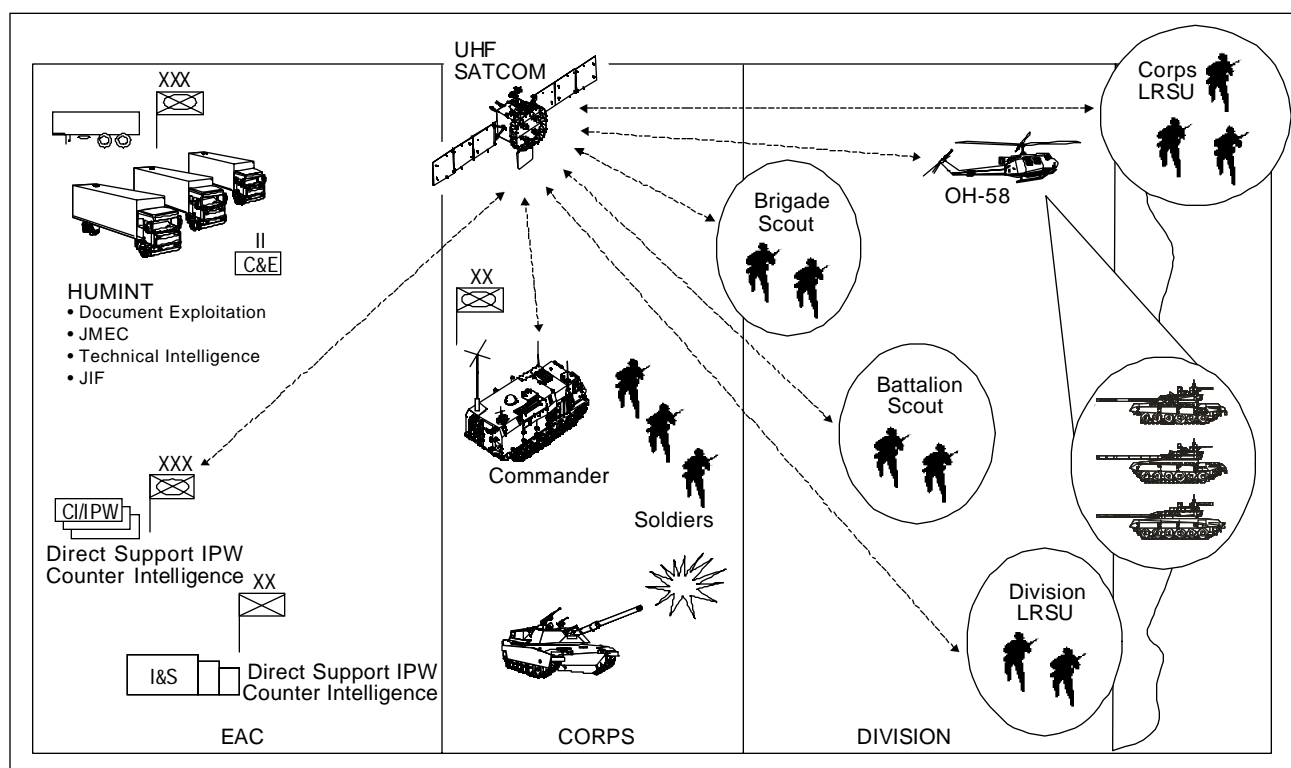 XXX
II
C&E
HUMINT
• Document Exploitation
• JMEC
• Technical Intelligence
• JIF
XXX
CI/IPW
Direct Support IPW
Counter Intelligence
XX
I&S
Direct Support IPW
Counter Intelligence
EAC
UHF
SATCOM
XX
Commander
Soldiers
CORPS
Brigade
Scout
OH-58
Battalion
Scout
Division
LRSU
DIVISION
Corps
LRSU